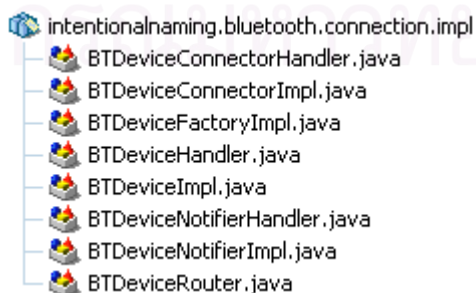 intentionalnaming.bluetooth.connection.impl
BTDeviceConnectorHandler.java
BTDeviceConnectorImpl.java
BTDeviceFactoryImpl.java
BTDeviceHandler.java
BTDeviceImpl.java
BTDeviceNotifierHandler.java
BTDeviceNotifierImpl.java
BTDeviceRouter.java